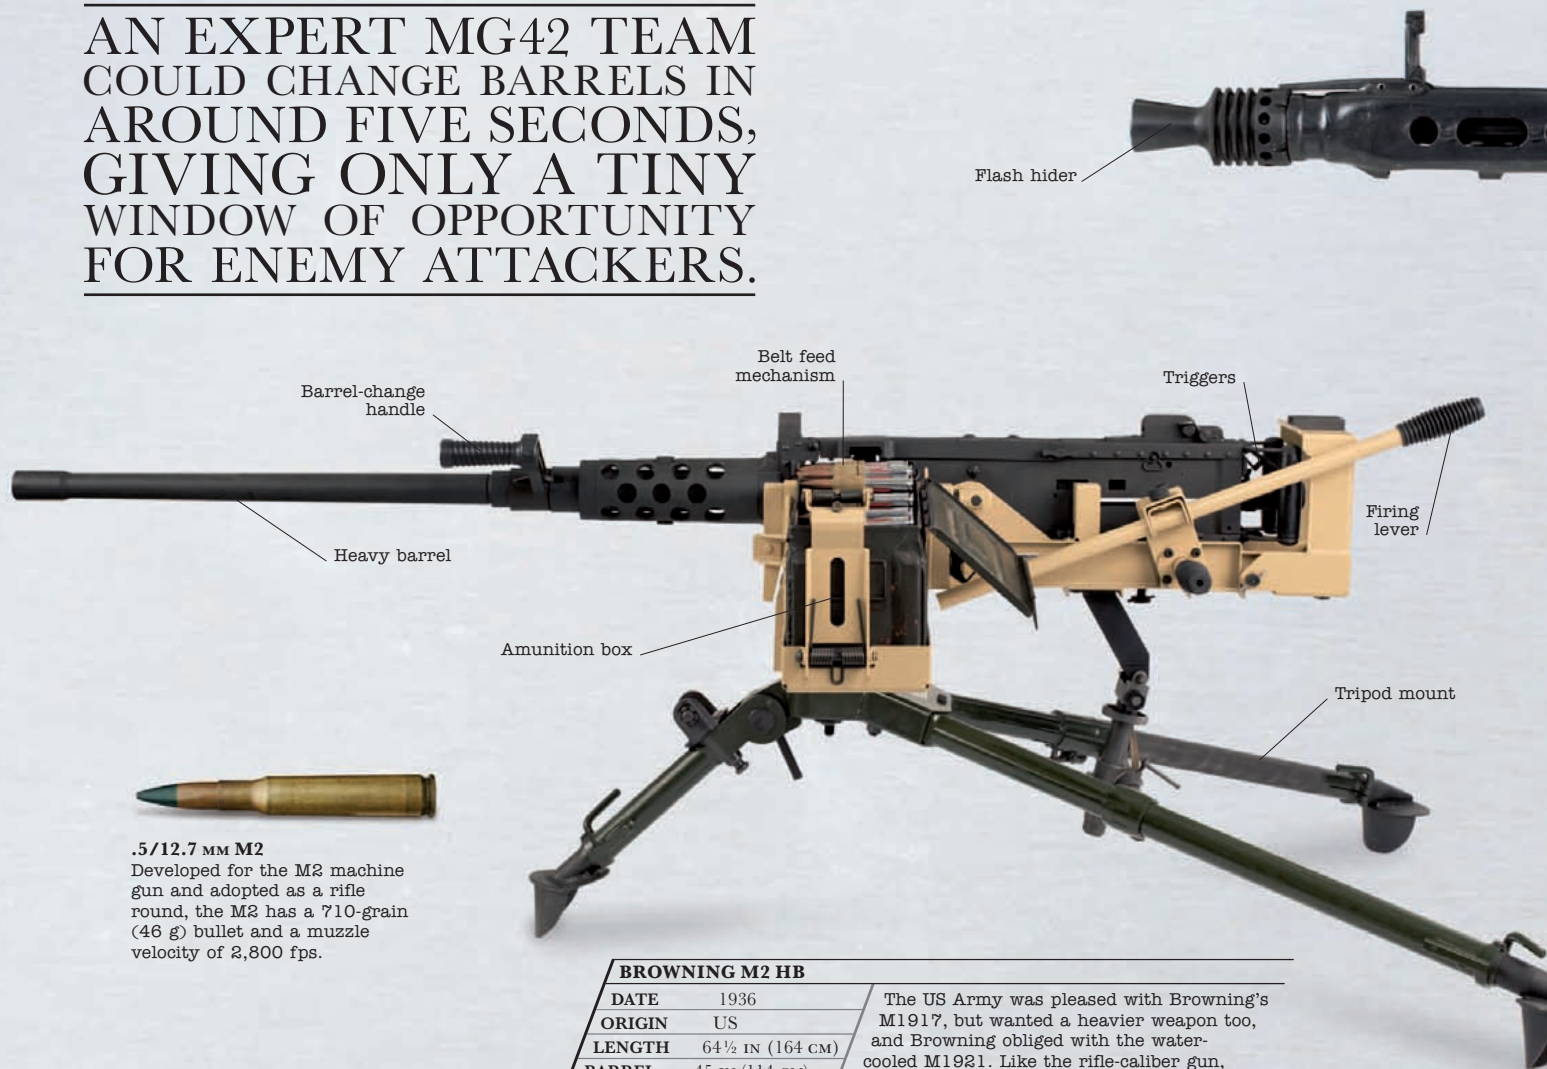 AN EXPERT MG42 TEAM
COULD CHANGE BARRELS IN
AROUND FIVE SECONDS,
GIVING ONLY A TINY
WINDOW OF OPPORTUNITY
FOR ENEMY ATTACKERS.
Flash hider
Belt feed
mechanism
Triggers
Barrel-change
handle
Firing
lever
Heavy barrel
Amunition box
Tripod mount
.5/12.7 MM M2
Developed for the M2 machine
gun and adopted as a rifle
round, the M2 has a 710-grain
(46 g) bullet and a muzzle
velocity of 2,800 fps.
BROWNING M2 HB
DATE 1936
ORIGIN US
LENGTH 64½ IN (164 CM)
BARREL 45 IN (114 CM)
The US Army was pleased with Browning's
M1917, but wanted a heavier weapon too,
and Browning obliged with the water-
cooled M1921. Like the rifle-caliber gun,